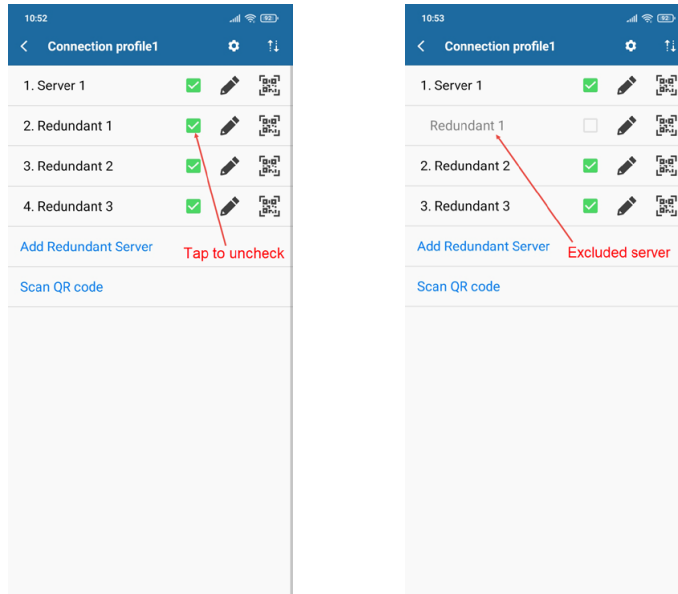 10:52
92
Connection profile1
1. Server 1
2. Redundant 1
3. Redundant 2
4. Redundant 3
Add Redundant Server
Tap to uncheck
Scan QR code
10:53
92
Connection profile1
1. Server 1
Redundant 1
2. Redundant 2
3. Redundant 3
Add Redundant Server
Excluded server
Scan QR code